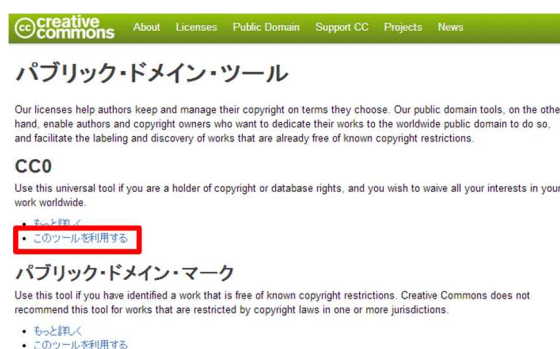 creative commons
About Licenses Public Domain Support CC Projects News
パブリック・ドメイン・ツール
Our licenses help authors keep and manage their copyright on terms they choose. Our public domain tools, on the othe
hand, enable authors and copyright owners who want to dedicate their works to the worldwide public domain to do so,
and facilitate the labeling and discovery of works that are already free of known copyright restrictions.
CC0
Use this universal tool if you are a holder of copyright or database rights, and you wish to waive all your interests in your
work worldwide.
もっと詳しく
このツールを利用する
パブリック・ドメイン・マーク
Use this tool if you have identified a work that is free of known copyright restrictions. Creative Commons does not
recommend this tool for works that are restricted by copyright laws in one or more jurisdictions.
もっと詳しく
このツールを利用する